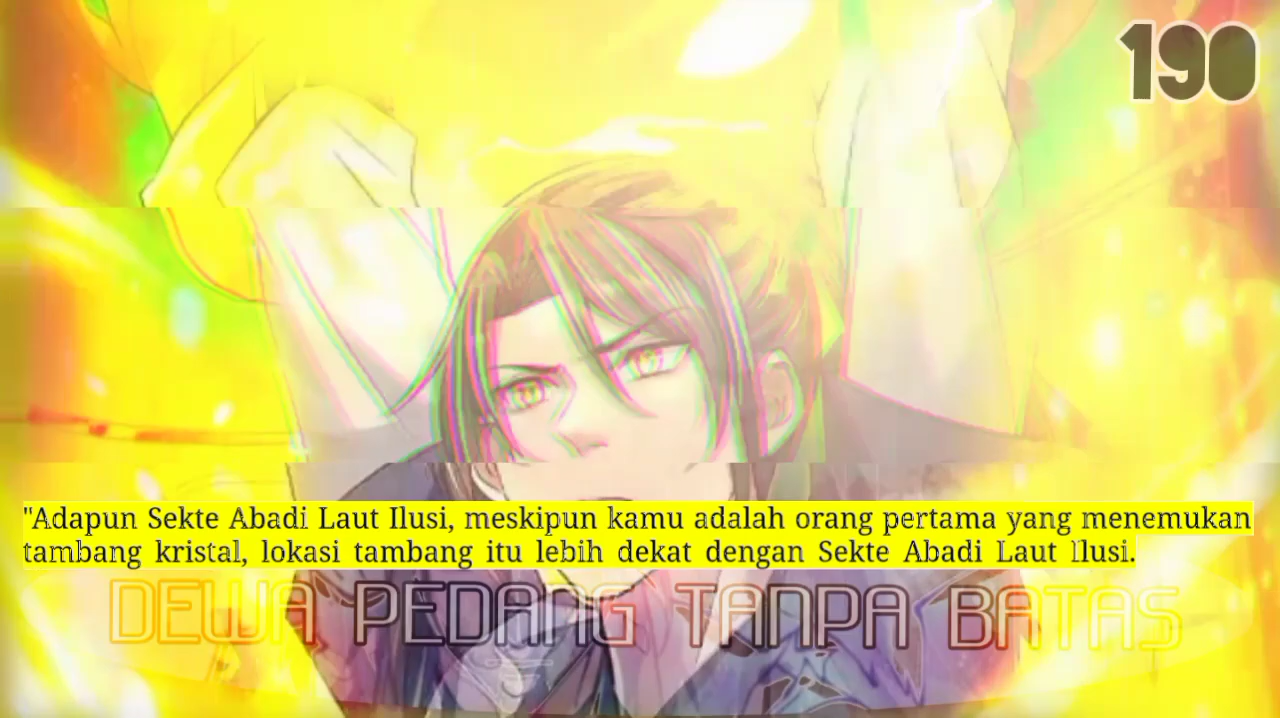 190
"Adapun Sekte Abadi Laut Ilusi, meskipun kamu adalah orang pertama yang menemukan
tambang kristal, lokasi tambang itu lebih dekat dengan Sekte Abadi Laut Ilusi.
DEWA PEDANG TANPA BATAS